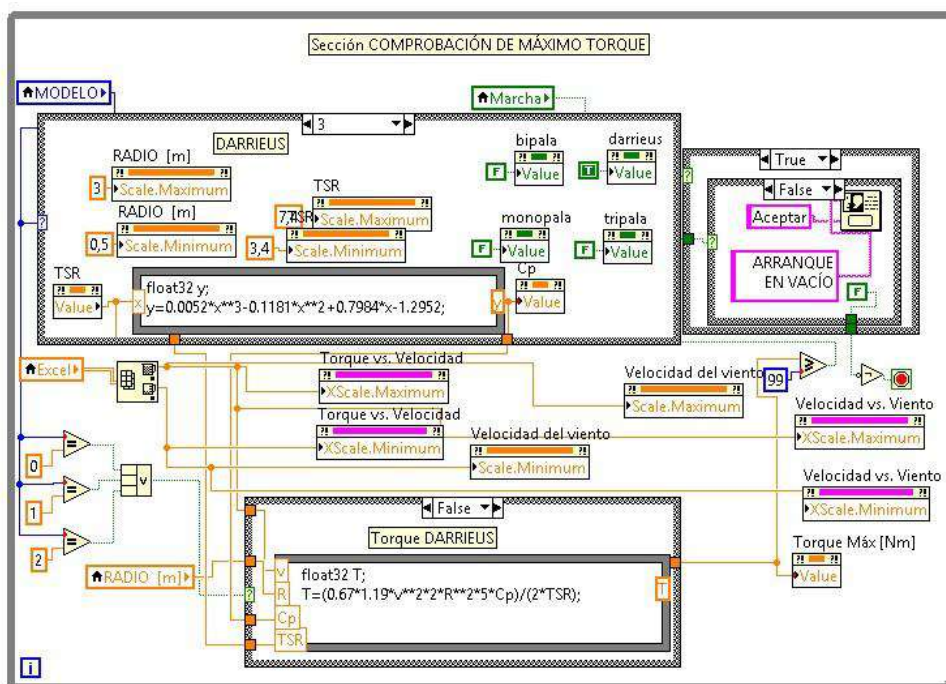 Sección COMPROBACIÓN DE MÁXIMO TORQUE
MODELO
Marcha
3
DARRIEUS
RADIO [m]
3
Scale.Maximum
RADIO [m]
0,5
Scale.Minimum
TSR
Scale.Maximum
3,4
Scale.Minimum
bipala
F
Value
darrieus
T
Value
monopala
F
Value
tripala
F
Value
TSR
Value
x
float32 y;
y=0.0052*x**3-0.1181*x**2+0.7984*x-1.2952;
y
Cp
Value
True
False
Aceptar
ARRANQUE
EN VACÍO
F
Excel
Torque vs. Velocidad
XScale.Maximum
Torque vs. Velocidad
XScale.Minimum
Velocidad del viento
Scale.Maximum
Velocidad del viento
Scale.Minimum
99
Velocidad vs. Viento
XScale.Maximum
Velocidad vs. Viento
XScale.Minimum
0
1
2
v
RADIO [m]
False
Torque DARRIEUS
v
R
Cp
TSR
float32 T;
T=(0.67*1.19*v**2*2*R**2*5*Cp)/(2*TSR);
T
Torque Máx [Nm]
Value
i